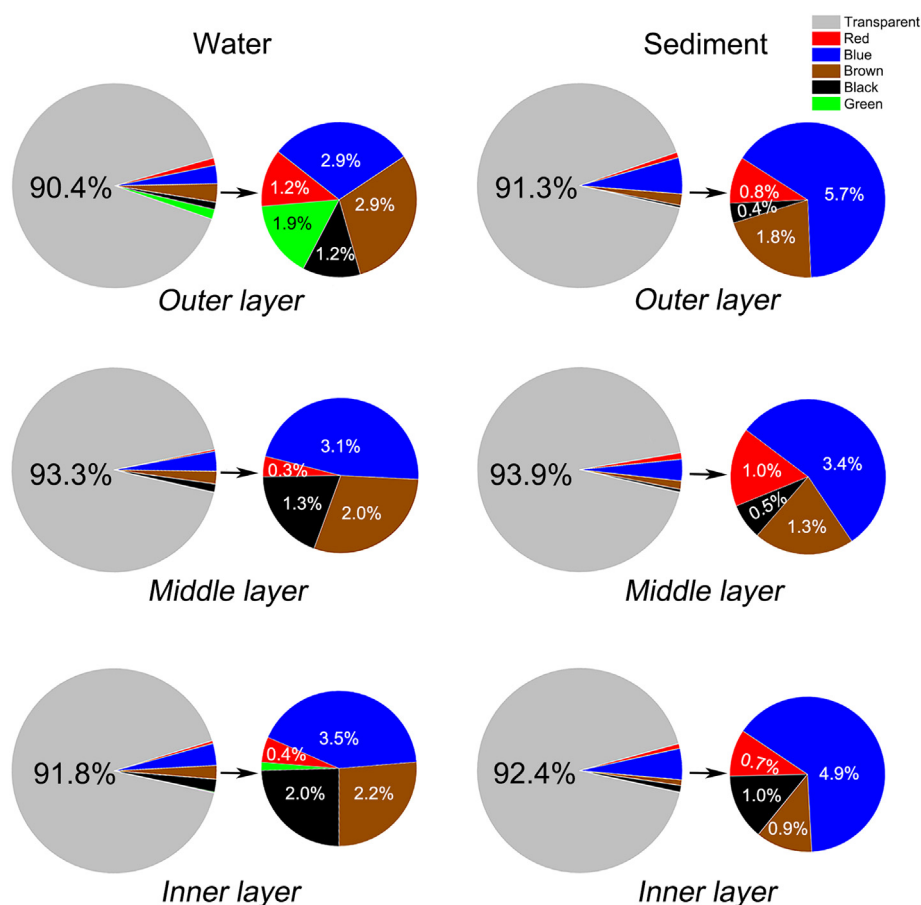 Water
Sediment
Transparent
Red
Blue
Brown
Black
Green
90.4%
2.9%
1.2%
2.9%
1.9%
1.2%
Outer layer
91.3%
5.7%
0.8%
0.4%
1.8%
Outer layer
93.3%
3.1%
0.3%
1.3%
2.0%
Middle layer
93.9%
3.4%
1.0%
0.5%
1.3%
Middle layer
91.8%
3.5%
0.4%
2.0%
2.2%
Inner layer
92.4%
4.9%
0.7%
1.0%
0.9%
Inner layer